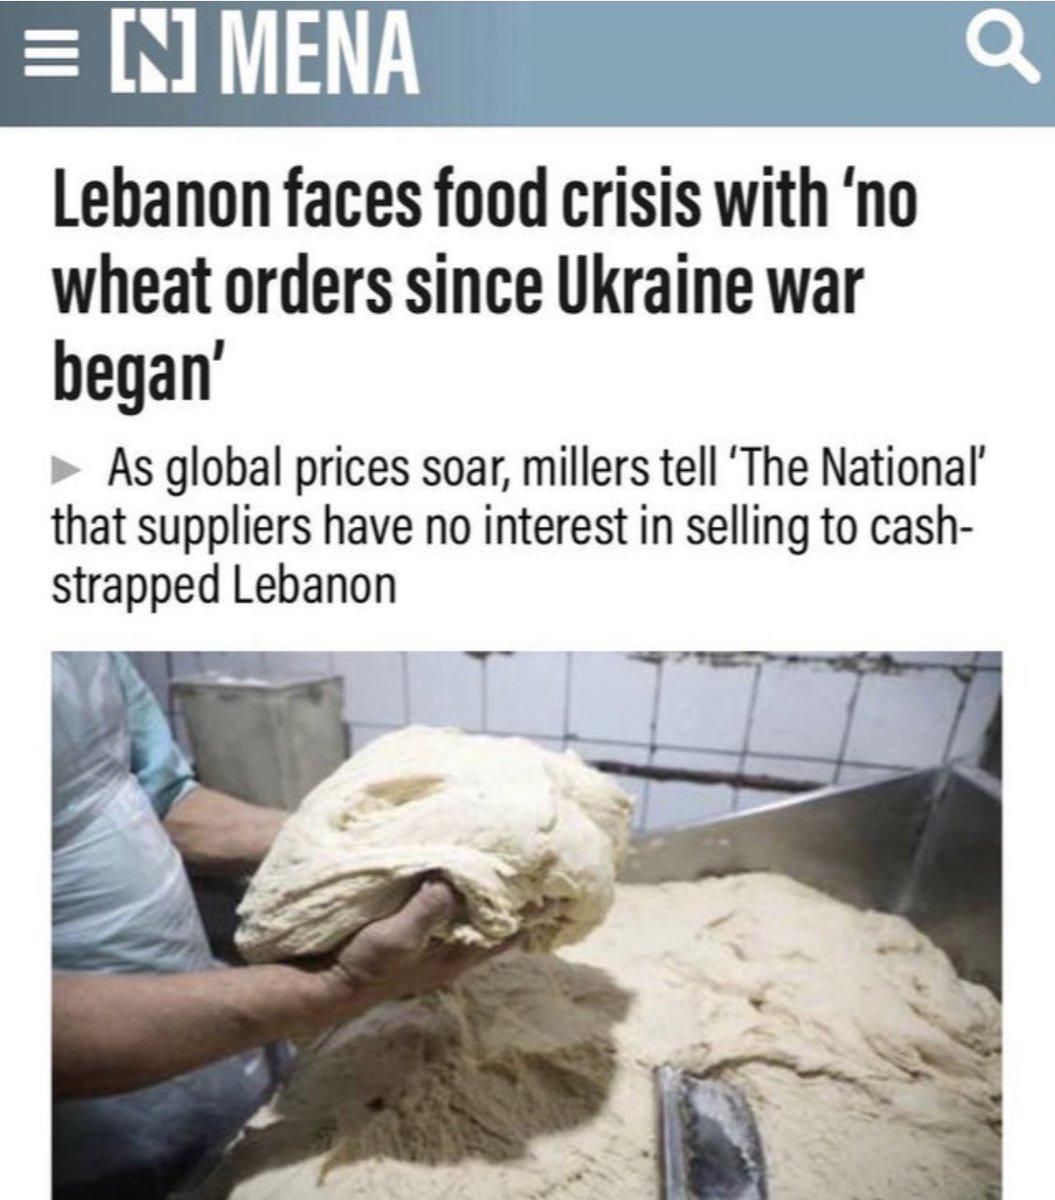 [N] MENA
Lebanon faces food crisis with ‘no
wheat orders since Ukraine war
began’
► As global prices soar, millers tell ‘The National’
that suppliers have no interest in selling to cash-
strapped Lebanon